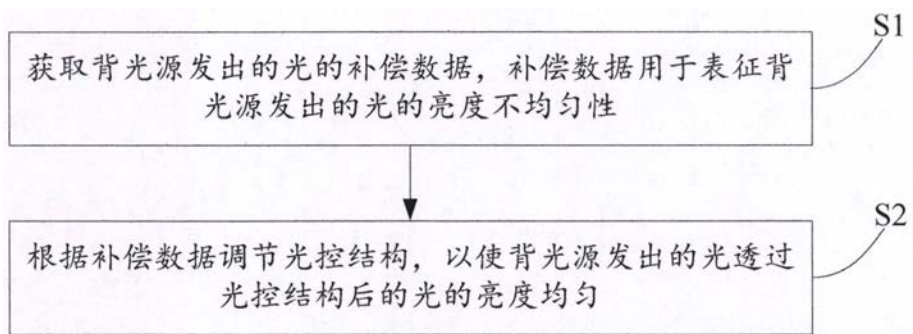 S1
获取背光源发出的光的补偿数据，补偿数据用于表征背
光源发出的光的亮度不均匀性
S2
根据补偿数据调节光控结构，以使背光源发出的光透过
光控结构后的光的亮度均匀